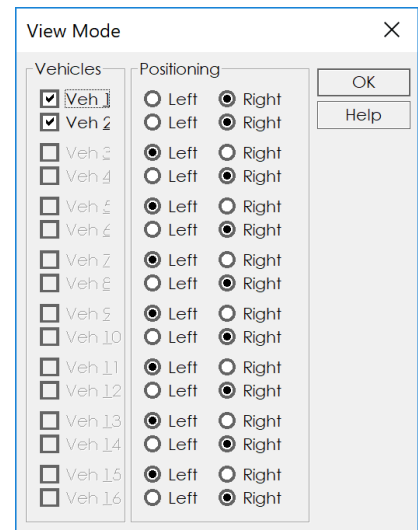 View Mode
Vehicles Positioning
OK
Help
Veh 1 Left Right
Veh 2 Left Right
Veh 3 Left Right
Veh 4 Left Right
Veh 5 Left Right
Veh 6 Left Right
Veh 7 Left Right
Veh 8 Left Right
Veh 9 Left Right
Veh 10 Left Right
Veh 11 Left Right
Veh 12 Left Right
Veh 13 Left Right
Veh 14 Left Right
Veh 15 Left Right
Veh 16 Left Right